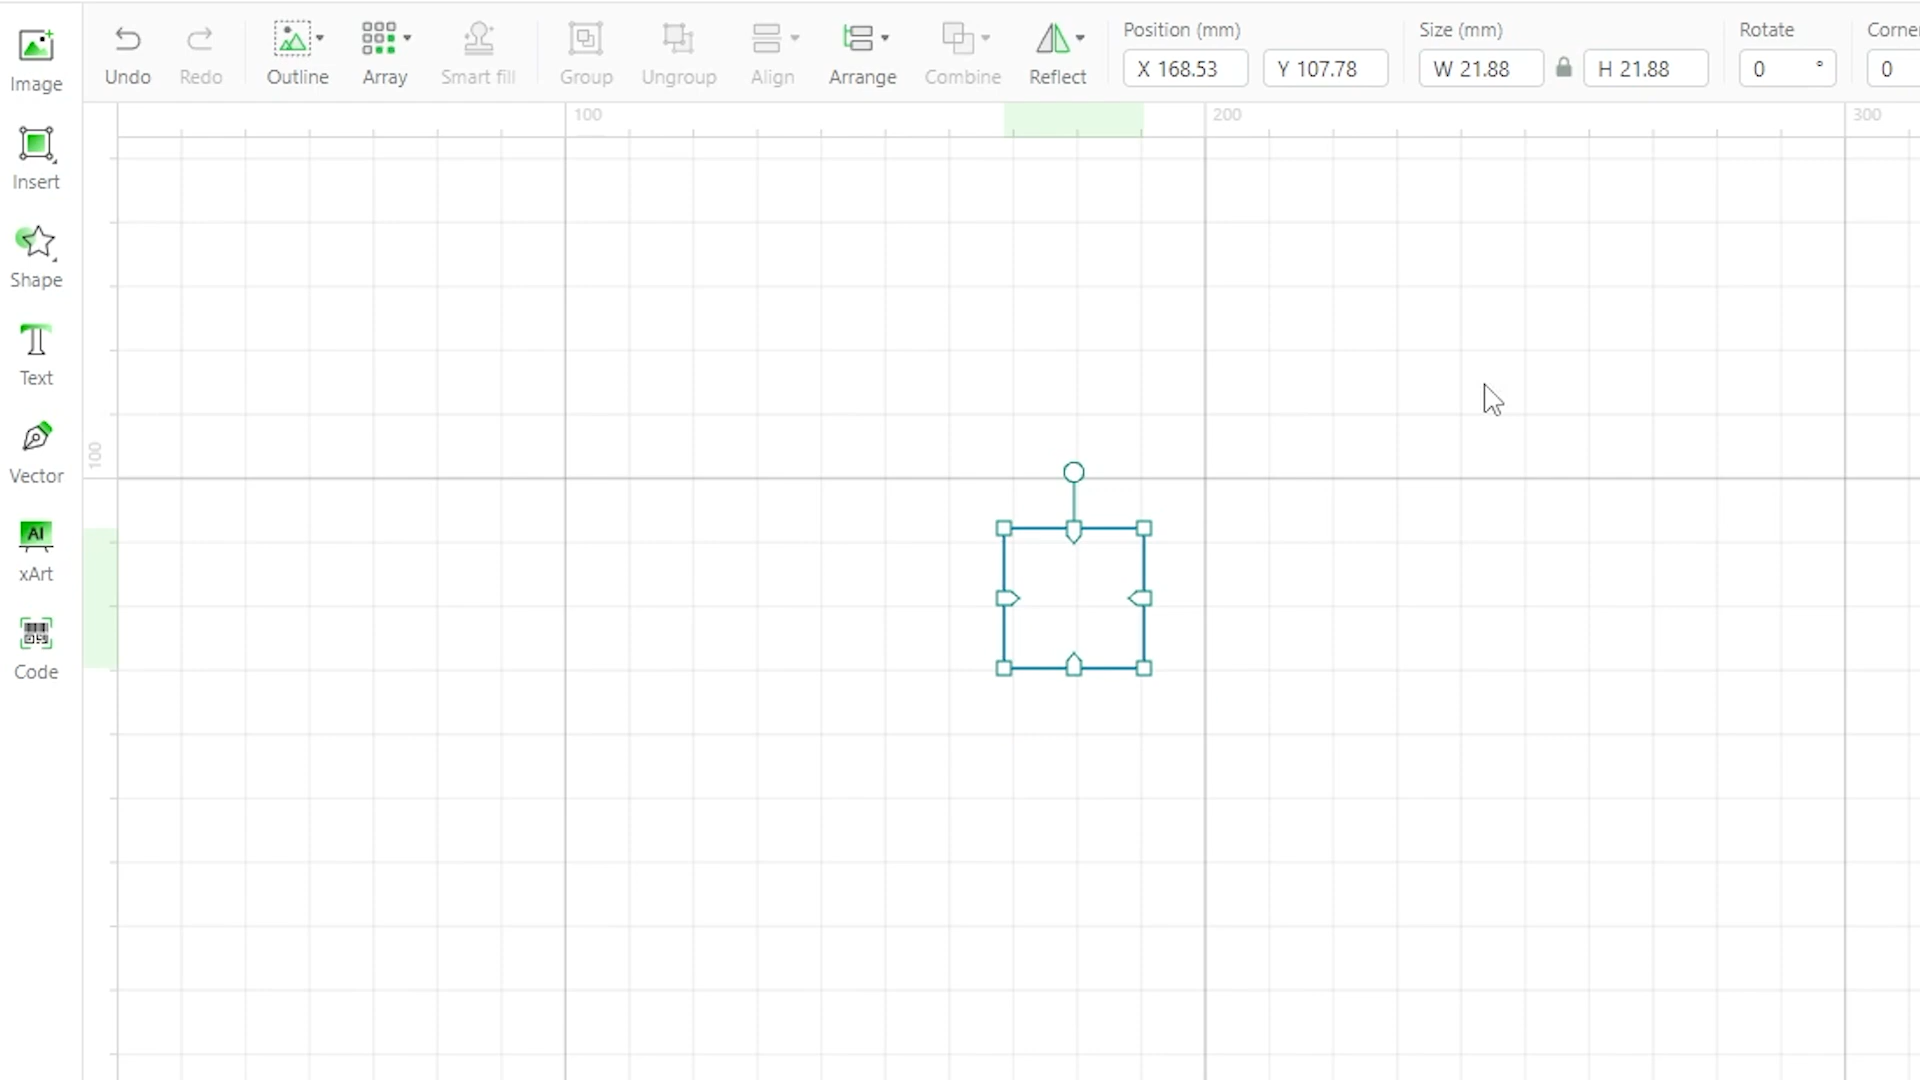 Image
Insert
Shape
Text
Vector
AI
xArt
Code
Undo
Redo
Outline
Array
Smart fill
Group
Ungroup
Align
Arrange
Combine
Reflect
Position (mm)
X 168.53
Y 107.78
Size (mm)
W 21.88
H 21.88
Rotate
0 °
Corne
0
100
200
300
100